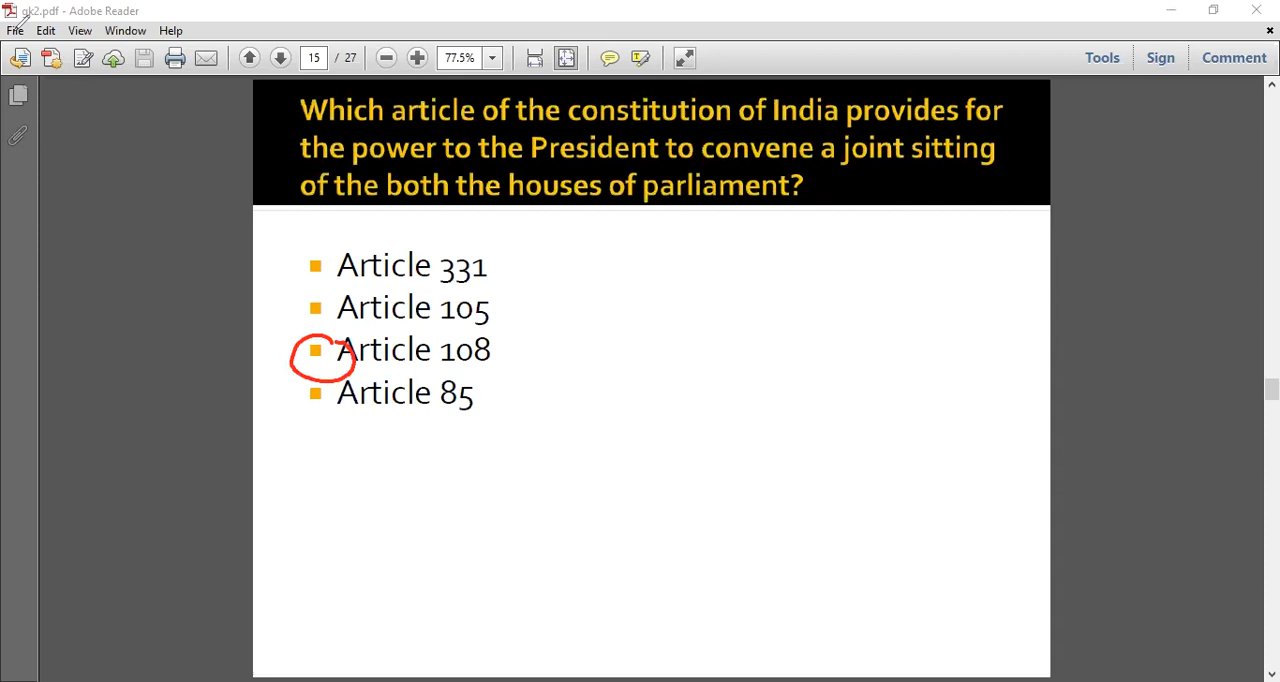 gk2.pdf - Adobe Reader
File Edit View Window Help
15 / 27 77.5% Tools Sign Comment
Which article of the constitution of India provides for
the power to the President to convene a joint sitting
of the both the houses of parliament?
Article 331
Article 105
Article 108
Article 85